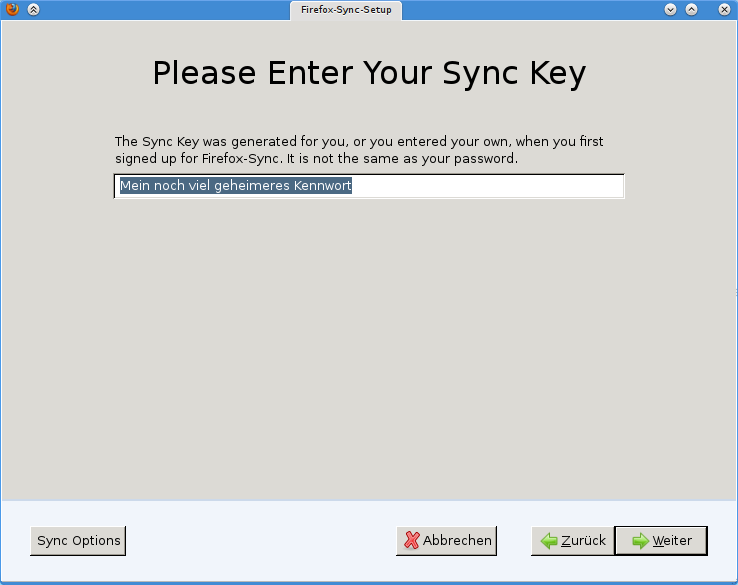 Firefox-Sync-Setup
Please Enter Your Sync Key
The Sync Key was generated for you, or you entered your own, when you first
signed up for Firefox-Sync. It is not the same as your password.
Mein noch viel geheimeres Kennwort
Sync Options
Abbrechen
Zurück
Weiter